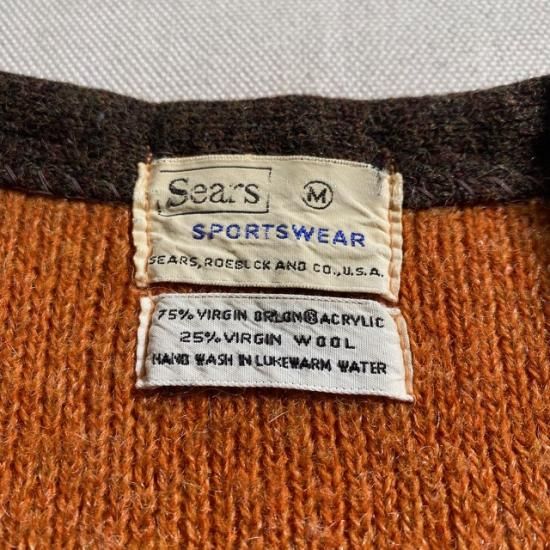 Sears M
SPORTSWEAR
SEARS, ROEBUCK AND CO., U.S.A.
75% VIRGIN ORLON® ACRYLIC
25% VIRGIN WOOL
HAND WASH IN LUKEWARM WATER